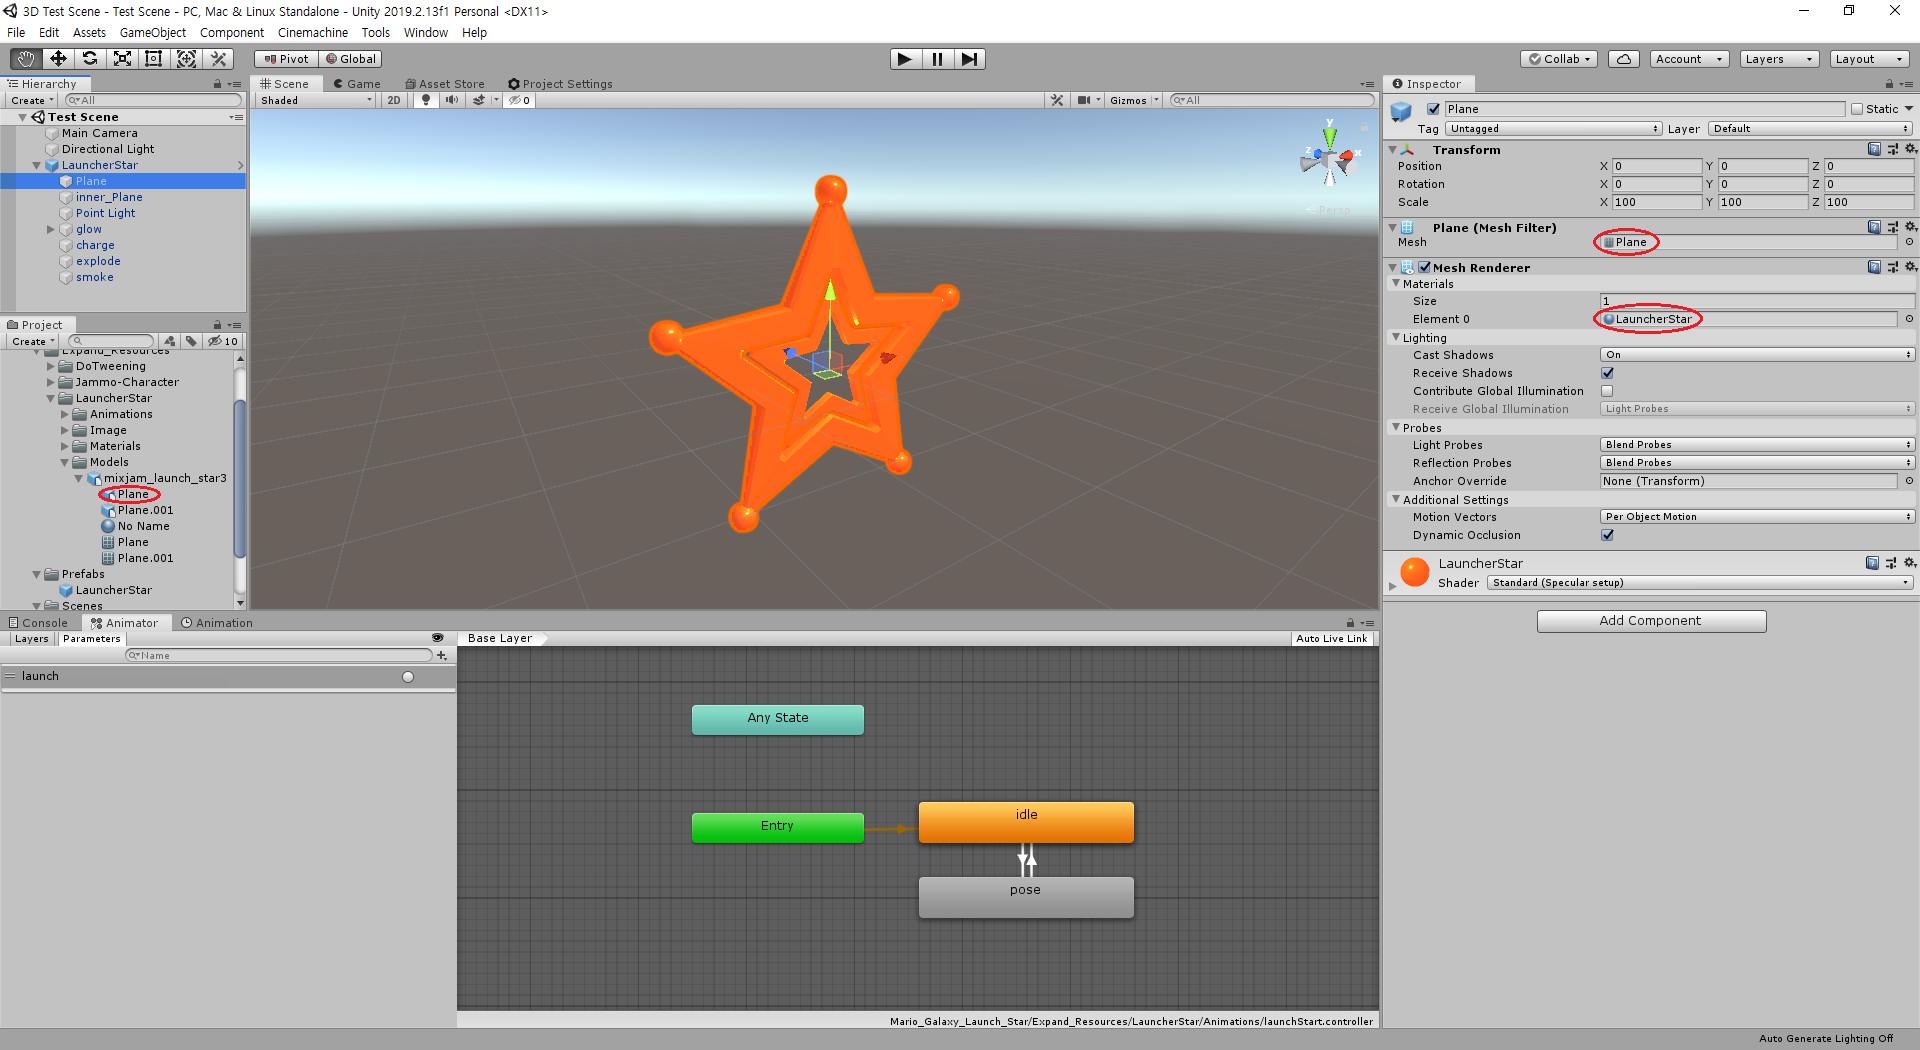 3D Test Scene - Test Scene - PC, Mac & Linux Standalone - Unity 2019.2.13f1 Personal <DX11>
File Edit Assets GameObject Component Cinemachine Tools Window Help
Pivot Global Collab Account Layers Layout
Hierarchy
Create All
Test Scene
Main Camera
Directional Light
LauncherStar
Plane
inner_Plane
Point Light
glow
charge
explode
smoke
Project
Create 10
Expand_Resources
DoTweening
Jammo-Character
LauncherStar
Animations
Image
Materials
Models
mixjam_launch_star3
Plane
Plane.001
No Name
Plane
Plane.001
Prefabs
LauncherStar
Scenes
Scene Game Asset Store Project Settings
Shaded 2D 0 Gizmos All
y
z x
Persp
Console Animator Animation
Layers Parameters
Name
launch
Base Layer Auto Live Link
Any State
Entry
idle
pose
Mario_Galaxy_Launch_Star/Expand_Resources/LauncherStar/Animations/launchStart.controller
Inspector
Plane Static
Tag Untagged Layer Default
Transform
Position X 0 Y 0 Z 0
Rotation X 0 Y 0 Z 0
Scale X 100 Y 100 Z 100
Plane (Mesh Filter)
Mesh Plane
Mesh Renderer
Materials
Size 1
Element 0 LauncherStar
Lighting
Cast Shadows On
Receive Shadows
Contribute Global Illumination
Receive Global Illumination Light Probes
Probes
Light Probes Blend Probes
Reflection Probes Blend Probes
Anchor Override None (Transform)
Additional Settings
Motion Vectors Per Object Motion
Dynamic Occlusion
LauncherStar
Shader Standard (Specular setup)
Add Component
Auto Generate Lighting Off